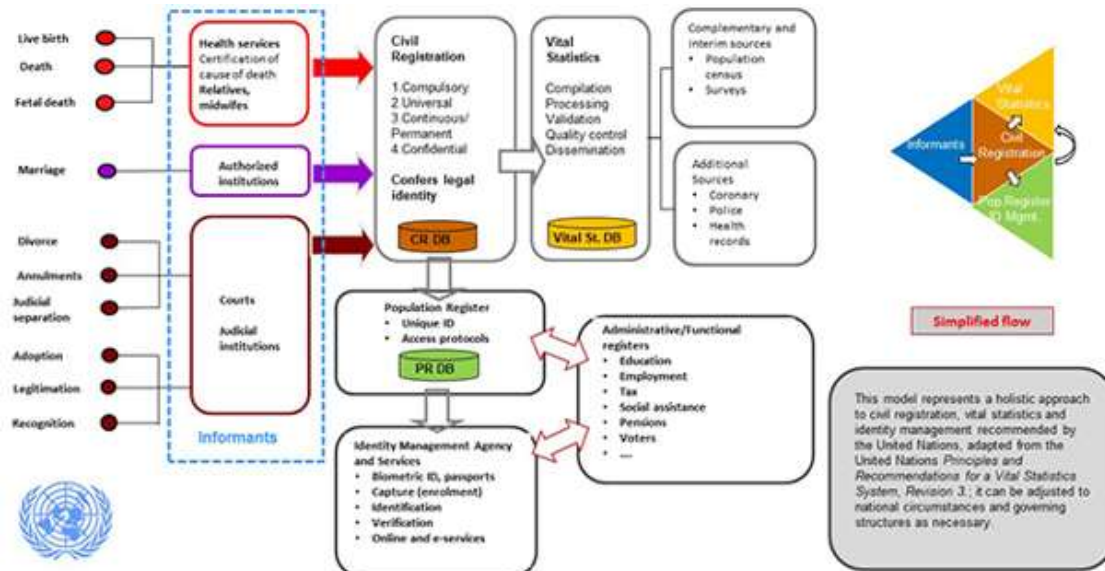 Live birth
Death
Fetal death
Marriage
Divorce
Annulments
Judicial
separation
Adoption
Legitimation
Recognition
Health services
Certification of
cause of death
Relatives,
midwifes
Authorized
institutions
Courts
Judicial
institutions
Informants
Civil
Registration
1.Compulsory
2.Universal
3.Continuous/
Permanent
4.Confidential
Confers legal
identity
CR DB
Vital
Statistics
Compilation
Processing
Validation
Quality control
Dissemination
Vital St. DB
Complementary and
interim sources
• Population
census
• Surveys
Additional
Sources
• Coronary
• Police
• Health
records
Population Register
• Unique ID
• Access protocols
PR DB
Administrative/Functional
registers
• Education
• Employment
• Tax
• Social assistance
• Pensions
• Voters
• ....
Identity Management Agency
and Services
• Biometric ID, passports
• Capture (enrolment)
• Identification
• Verification
• Online and e-services
Vital
Statistics
Informants
Civil
Registration
Pop Register
ID Mgmt.
Simplified flow
This model represents a holistic approach
to civil registration, vital statistics and
identity management recommended by
the United Nations, adapted from the
United Nations Principles and
Recommendations for a Vital Statistics
System, Revision 3.; it can be adjusted to
national circumstances and governing
structures as necessary.